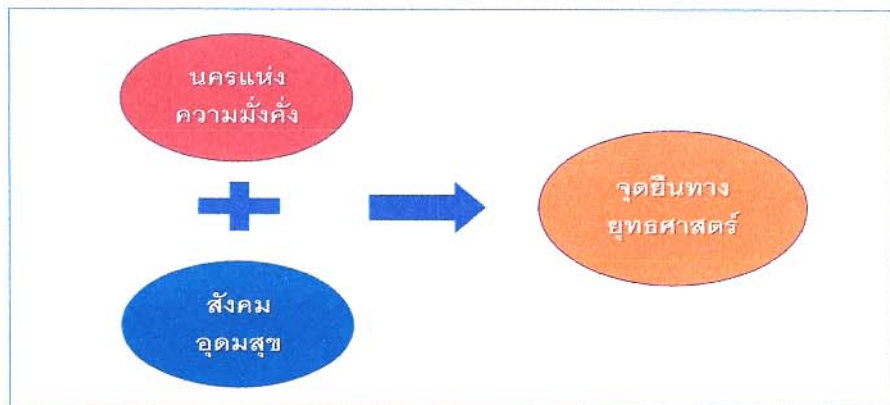 นครแห่ง
ความมั่งคั่ง
สังคม
อุดมสุข
จุดยืนทาง
ยุทธศาสตร์